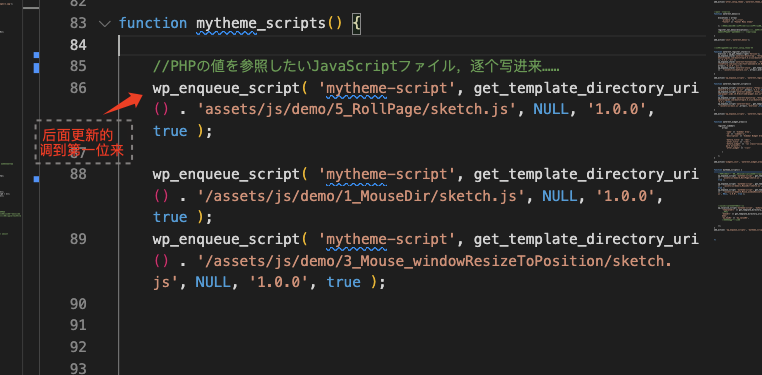 82
83 function mytheme_scripts() {
84
85 //PHPの値を参照したいJavaScriptファイル，逐个写进来……
86 wp_enqueue_script( 'mytheme-script', get_template_directory_uri
() . 'assets/js/demo/5_RollPage/sketch.js', NULL, '1.0.0',
true );
后面更新的
调到第一位来
87
88 wp_enqueue_script( 'mytheme-script', get_template_directory_uri
() . '/assets/js/demo/1_MouseDir/sketch.js', NULL, '1.0.0',
true );
89 wp_enqueue_script( 'mytheme-script', get_template_directory_uri
() . '/assets/js/demo/3_Mouse_windowResizeToPosition/sketch.
js', NULL, '1.0.0', true );
90
91
92
93